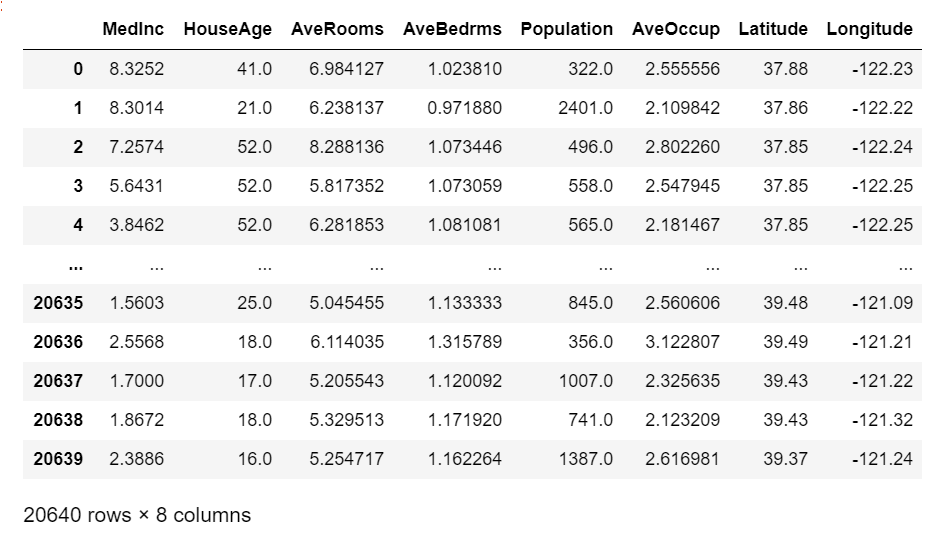 :
MedInc HouseAge AveRooms AveBedrms Population AveOccup Latitude Longitude
0 8.3252 41.0 6.984127 1.023810 322.0 2.555556 37.88 -122.23
1 8.3014 21.0 6.238137 0.971880 2401.0 2.109842 37.86 -122.22
2 7.2574 52.0 8.288136 1.073446 496.0 2.802260 37.85 -122.24
3 5.6431 52.0 5.817352 1.073059 558.0 2.547945 37.85 -122.25
4 3.8462 52.0 6.281853 1.081081 565.0 2.181467 37.85 -122.25
... ... ... ... ... ... ... ... ...
20635 1.5603 25.0 5.045455 1.133333 845.0 2.560606 39.48 -121.09
20636 2.5568 18.0 6.114035 1.315789 356.0 3.122807 39.49 -121.21
20637 1.7000 17.0 5.205543 1.120092 1007.0 2.325635 39.43 -121.22
20638 1.8672 18.0 5.329513 1.171920 741.0 2.123209 39.43 -121.32
20639 2.3886 16.0 5.254717 1.162264 1387.0 2.616981 39.37 -121.24
20640 rows × 8 columns